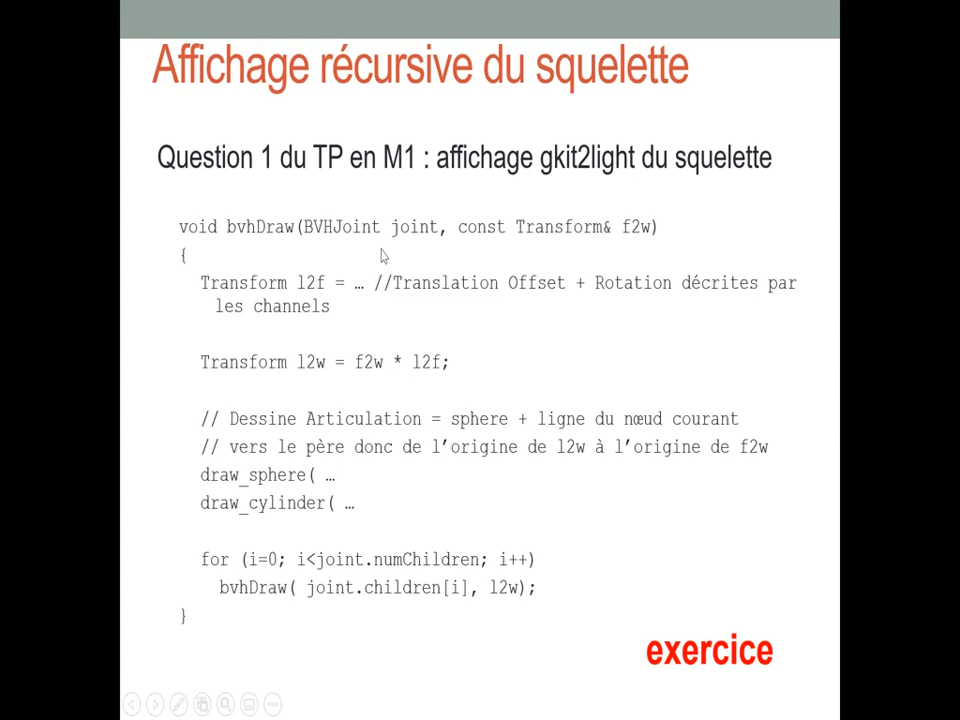 Affichage récursive du squelette
Question 1 du TP en M1 : affichage gkit2light du squelette
void bvhDraw(BVHJoint joint, const Transform& f2w)
{
Transform l2f = … //Translation Offset + Rotation décrites par
les channels
Transform l2w = f2w * l2f;
// Dessine Articulation = sphere + ligne du nœud courant
// vers le père donc de l’origine de l2w à l’origine de f2w
draw_sphere( …
draw_cylinder( …
for (i=0; i<joint.numChildren; i++)
bvhDraw( joint.children[i], l2w);
}
exercice